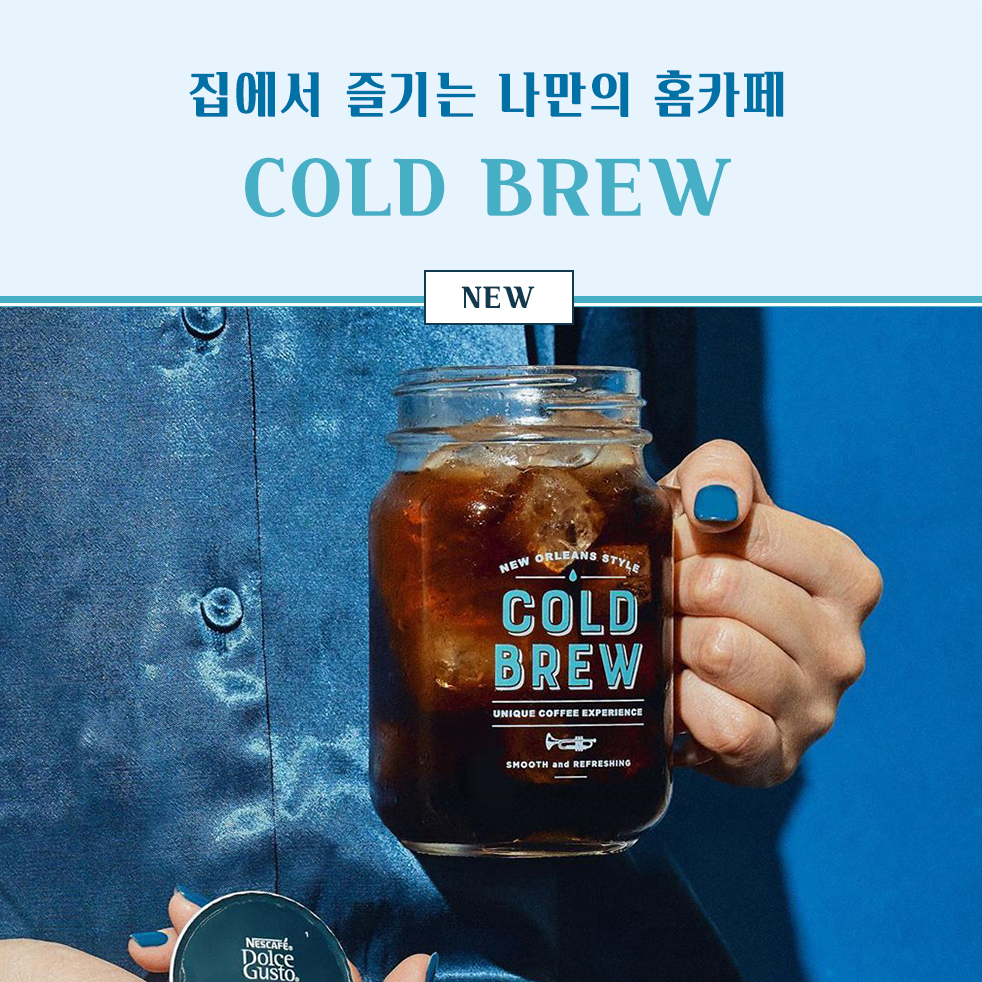 집에서 즐기는 나만의 홈카페
COLD BREW
NEW
NEW ORLEANS STYLE
COLD
BREW
UNIQUE COFFEE EXPERIENCE
SMOOTH and REFRESHING
NESCAFÉ®
Dolce
Gusto®